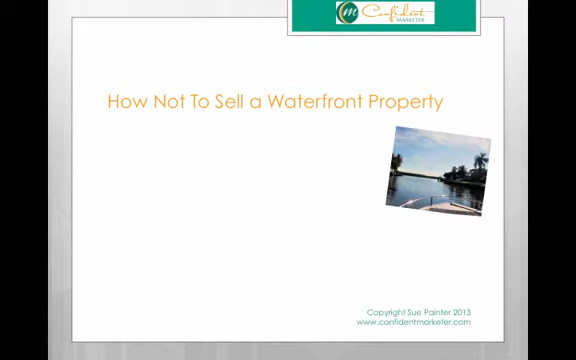 m Confident
MARKETER
How Not To Sell a Waterfront Property
Copyright Sue Painter 2013
www.confidentmarketer.com